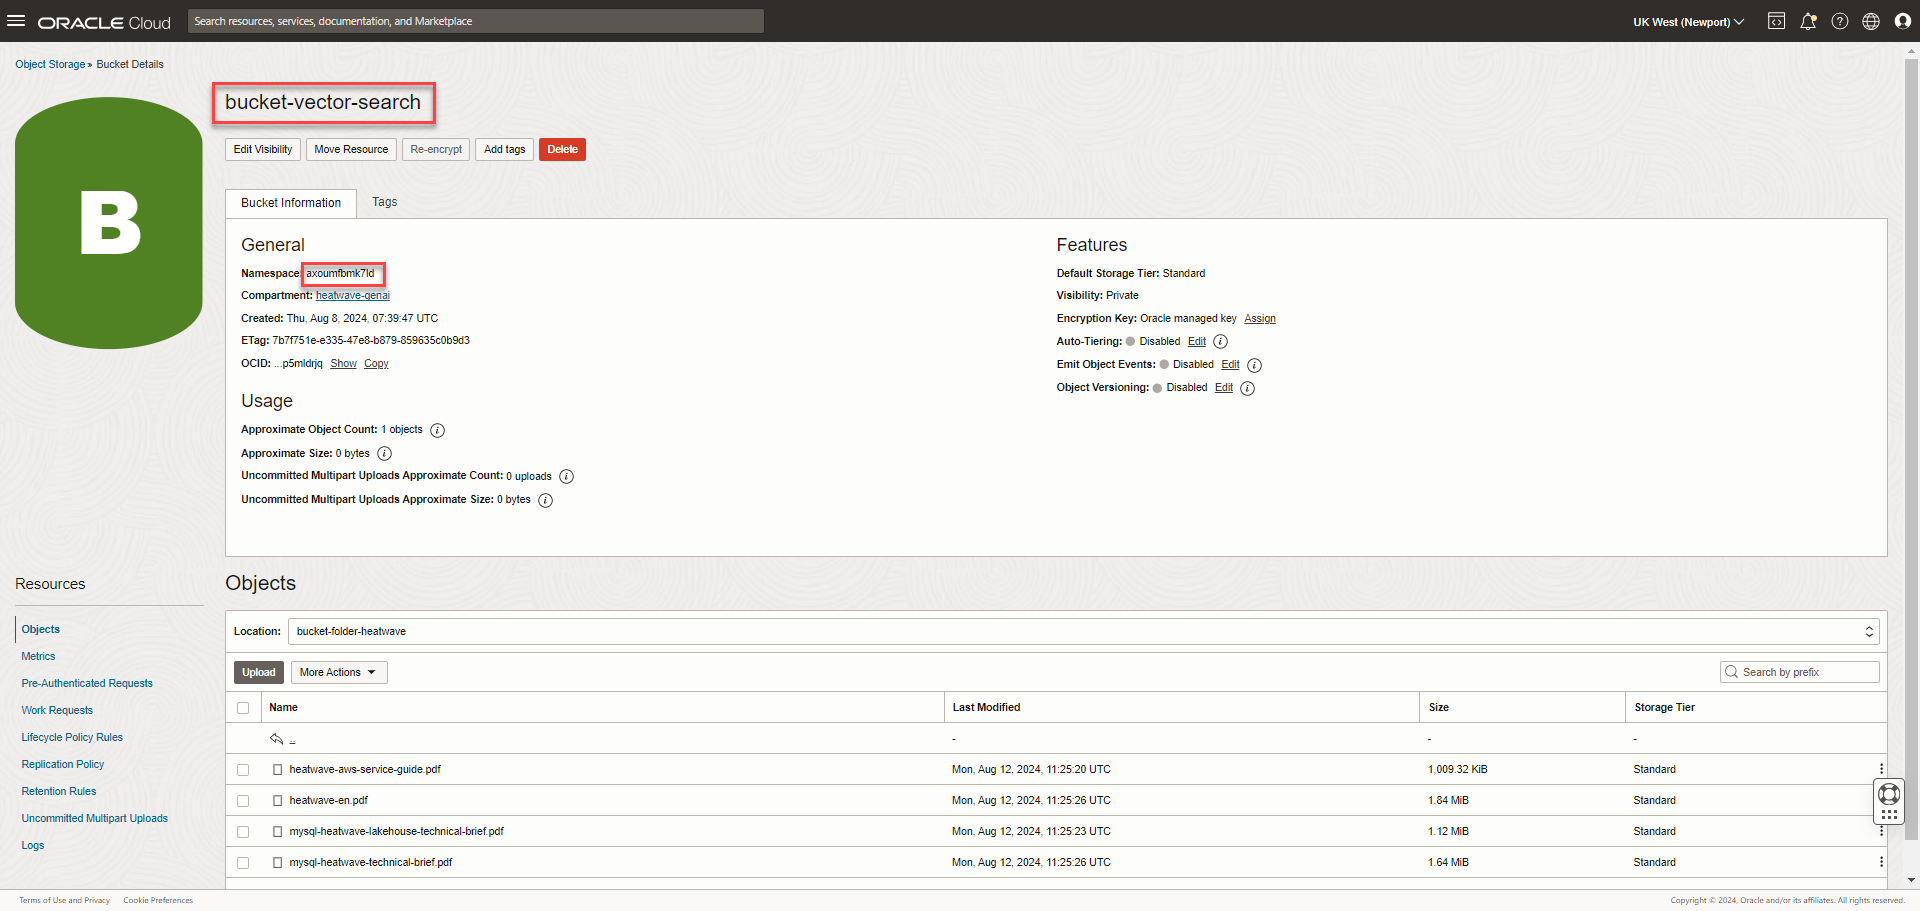 ORACLE Cloud
Search resources, services, documentation, and Marketplace
UK West (Newport)
Object Storage » Bucket Details
B
bucket-vector-search
Edit Visibility
Move Resource
Re-encrypt
Add tags
Delete
Bucket Information
Tags
General
Namespace: axoumfbmk7ld
Compartment: heatwave-genai
Created: Thu, Aug 8, 2024, 07:39:47 UTC
ETag: 7b7f751e-e335-47e8-b879-859635c0b9d3
OCID: ...p5mldrjq Show Copy
Usage
Approximate Object Count: 1 objects
Approximate Size: 0 bytes
Uncommitted Multipart Uploads Approximate Count: 0 uploads
Uncommitted Multipart Uploads Approximate Size: 0 bytes
Features
Default Storage Tier: Standard
Visibility: Private
Encryption Key: Oracle managed key Assign
Auto-Tiering: Disabled Edit
Emit Object Events: Disabled Edit
Object Versioning: Disabled Edit
Resources
Objects
Metrics
Pre-Authenticated Requests
Work Requests
Lifecycle Policy Rules
Replication Policy
Retention Rules
Uncommitted Multipart Uploads
Logs
Objects
Location: bucket-folder-heatwave
Upload
More Actions
Search by prefix
Name Last Modified Size Storage Tier
.. - - -
heatwave-aws-service-guide.pdf Mon, Aug 12, 2024, 11:25:20 UTC 1,009.32 KiB Standard
heatwave-en.pdf Mon, Aug 12, 2024, 11:25:26 UTC 1.84 MiB Standard
mysql-heatwave-lakehouse-technical-brief.pdf Mon, Aug 12, 2024, 11:25:23 UTC 1.12 MiB Standard
mysql-heatwave-technical-brief.pdf Mon, Aug 12, 2024, 11:25:26 UTC 1.64 MiB Standard
Terms of Use and Privacy
Cookie Preferences
Copyright © 2024, Oracle and/or its affiliates. All rights reserved.